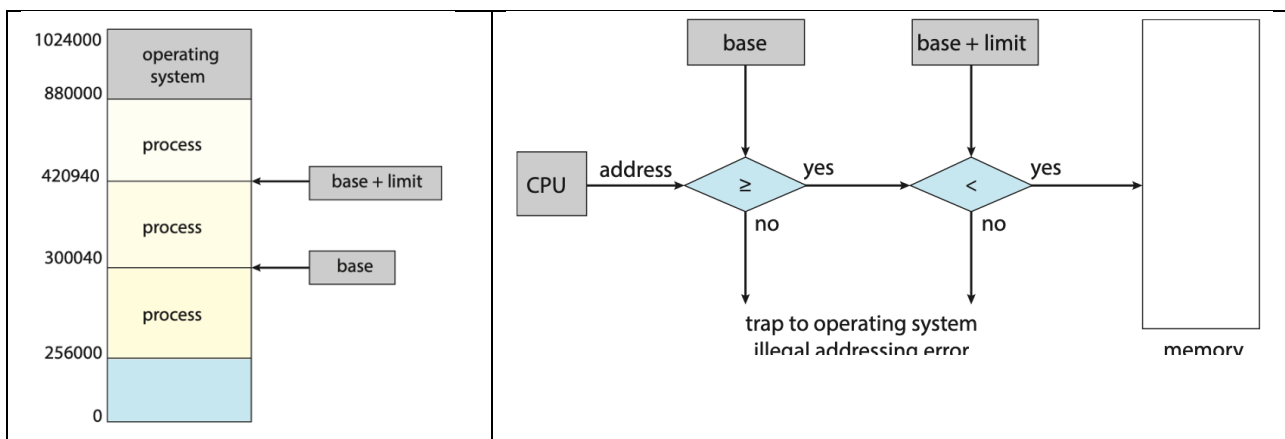 1024000
operating
system
880000
process
420940
base + limit
process
300040
base
process
256000
0
base
base + limit
CPU
address
≥
yes
<
yes
no
no
trap to operating system
illegal addressing error
memory